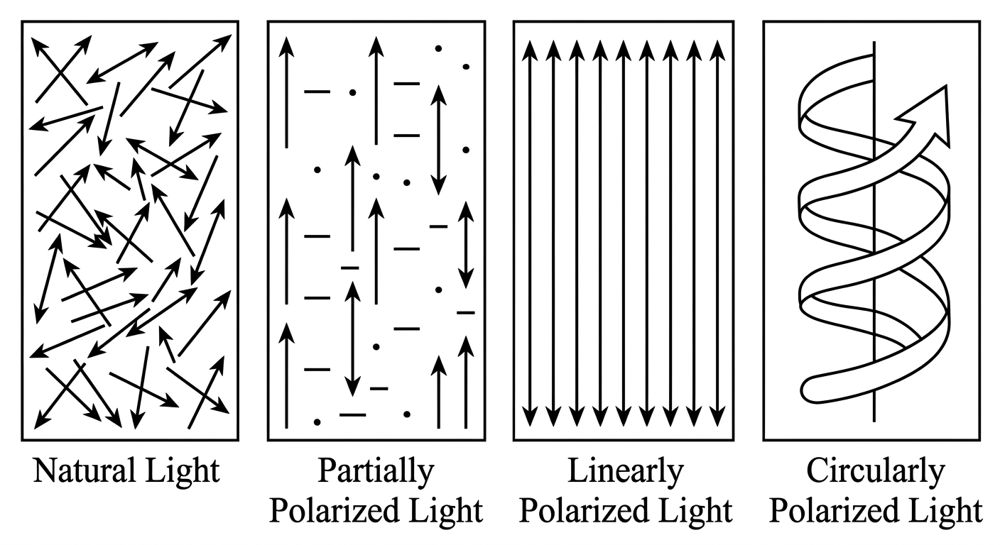 Natural Light
Partially
Polarized Light
Linearly
Polarized Light
Circularly
Polarized Light